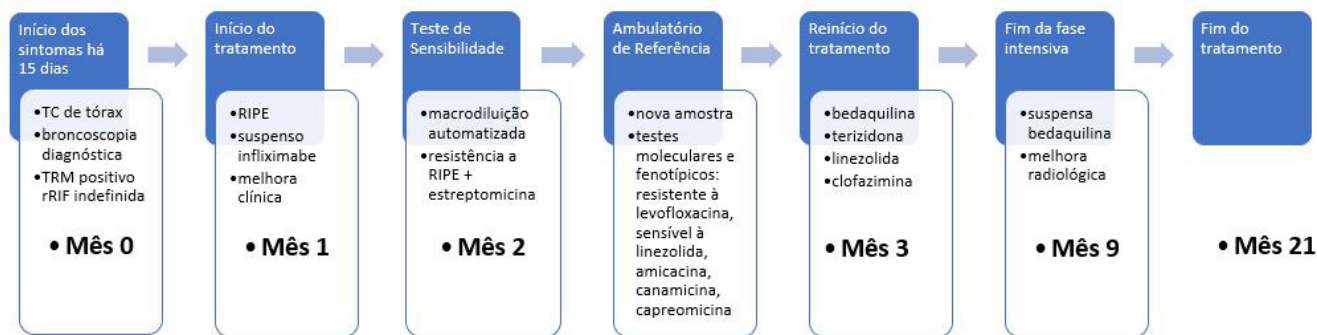 Início dos
sintomas há
15 dias
•TC de tórax
•broncoscopia
diagnóstica
•TRM positivo
rRIF indefinida
• Mês 0
Início do
tratamento
•RIPE
•suspenso
infliximabe
•melhora
clínica
• Mês 1
Teste de
Sensibilidade
•macrodiluição
automatizada
•resistência a
RIPE +
estreptomicina
• Mês 2
Ambulatório
de Referência
•nova amostra
•testes
moleculares e
fenotípicos:
resistente à
levofloxacina,
sensível à
linezolida,
amicacina,
canamicina,
capreomicina
Reinício do
tratamento
•bedaquilina
•terizidona
•linezolida
•clofazimina
• Mês 3
Fim da fase
intensiva
•suspensa
bedaquilina
•melhora
radiológica
• Mês 9
Fim do
tratamento
• Mês 21